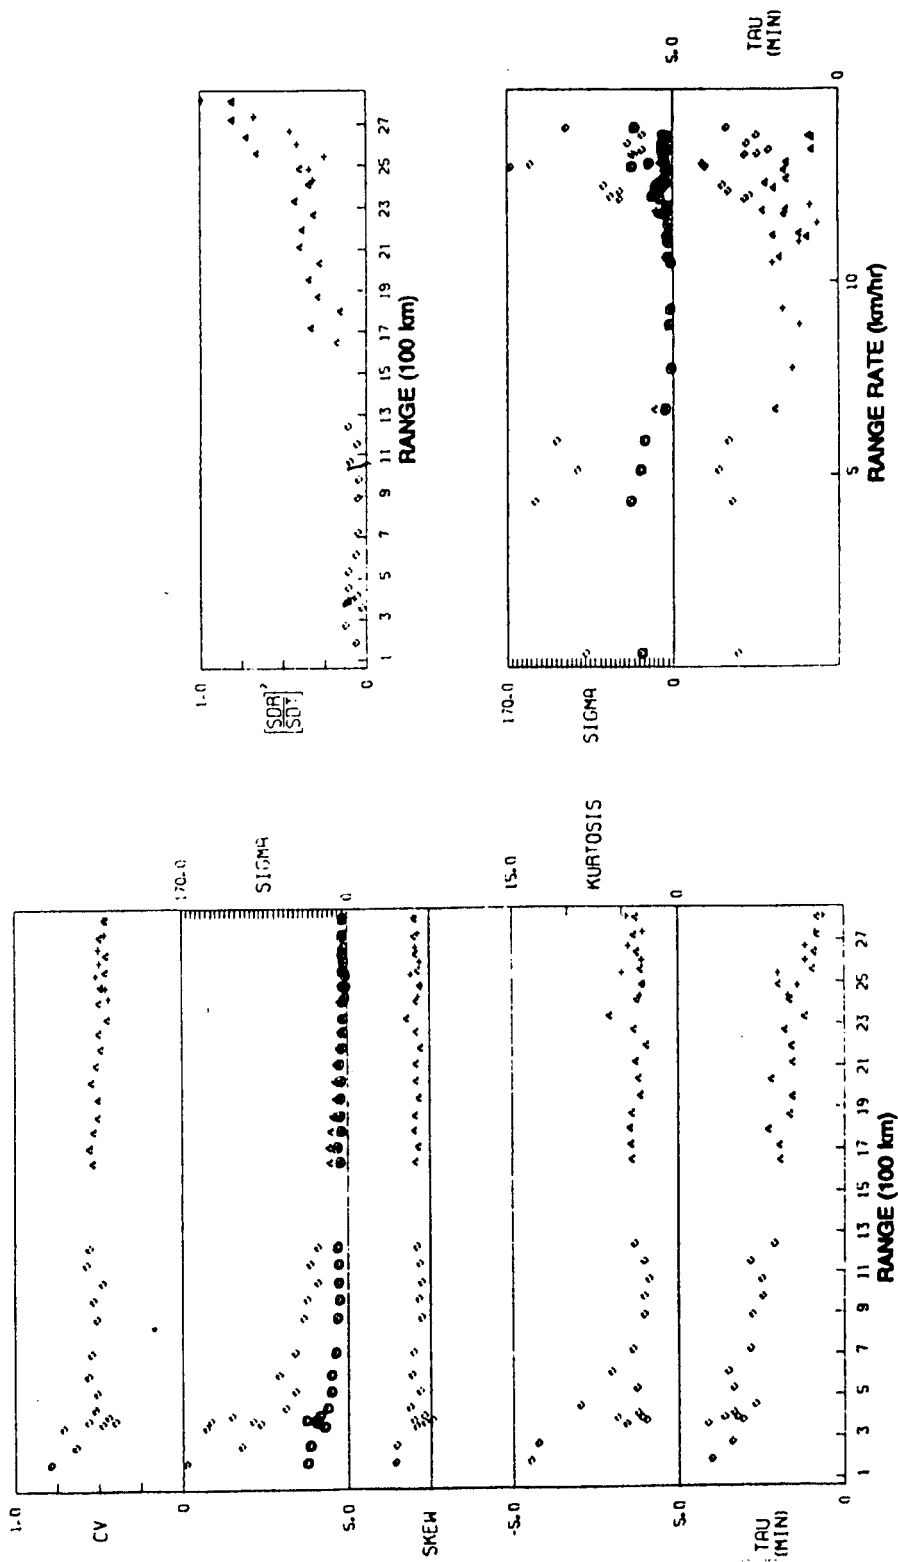 1.0
CV
0
170.0
SIGMA
0
5.0
SKEW
-5.0
15.0
KURTOSIS
0
5.0
TAU
(MIN)
0
1 3 5 7 9 11 13 15 17 19 21 23 25 27
RANGE (100 km)
1.0
[SDR]
[SDY]
0
1 3 5 7 9 11 13 15 17 19 21 23 25 27
RANGE (100 km)
170.0
SIGMA
0
5.0
TAU
(MIN)
0
5 10
RANGE RATE (km/hr)